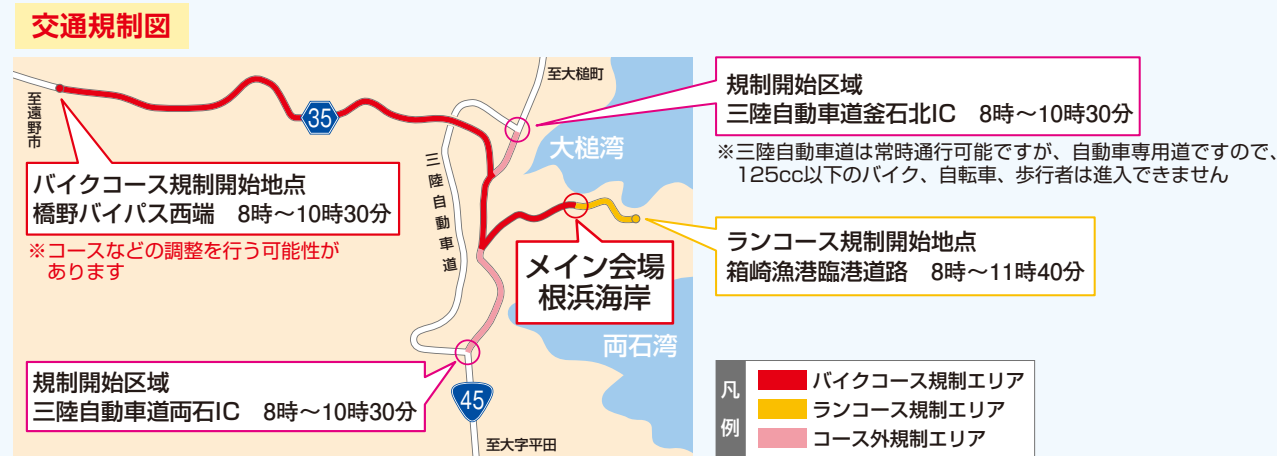 交通規制図
至大槌町
至遠野市
35
大槌湾
三陸自動車道
バイクコース規制開始地点
橋野バイパス西端 8時～10時30分
※コースなどの調整を行う可能性が
あります
メイン会場
根浜海岸
両石湾
規制開始区域
三陸自動車道両石IC 8時～10時30分
45
至大字平田
規制開始区域
三陸自動車道釜石北IC 8時～10時30分
※三陸自動車道は常時通行可能ですが、自動車専用道ですので、
125cc以下のバイク、自転車、歩行者は進入できません
ランコース規制開始地点
箱崎漁港臨港道路 8時～11時40分
凡例
バイクコース規制エリア
ランコース規制エリア
コース外規制エリア